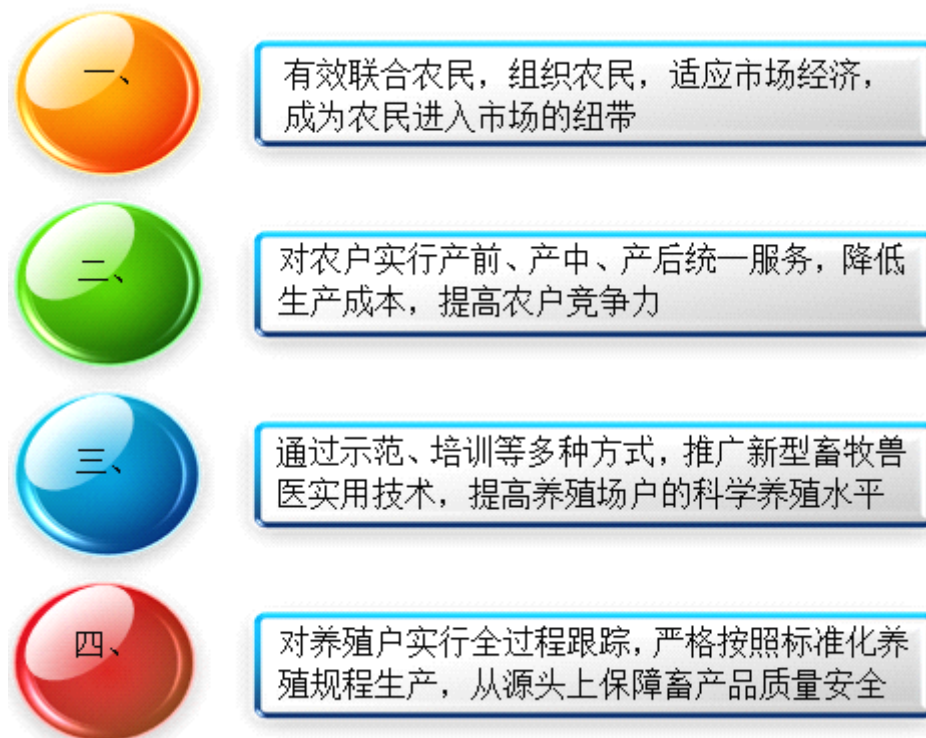 一、
有效联合农民，组织农民，适应市场经济，
成为农民进入市场的纽带
二、
对农户实行产前、产中、产后统一服务，降低
生产成本，提高农户竞争力
三、
通过示范、培训等多种方式，推广新型畜牧兽
医实用技术，提高养殖场户的科学养殖水平
四、
对养殖户实行全过程跟踪，严格按照标准化养
殖规程生产，从源头上保障畜产品质量安全